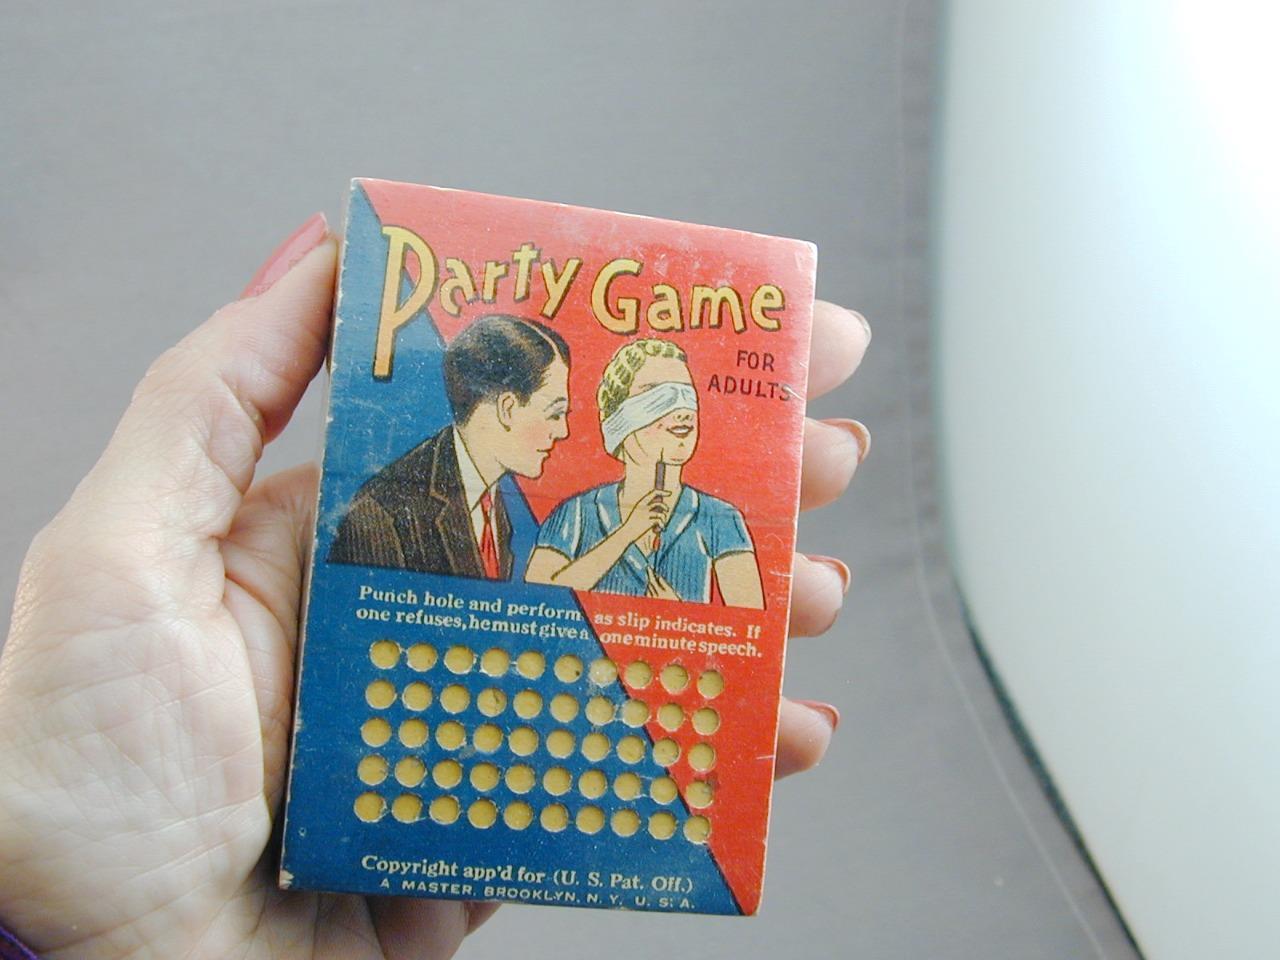 Party Game
FOR
ADULTS
Punch hole and perform as slip indicates. If
one refuses, he must give a one minute speech.
Copyright app'd for (U. S. Pat. Off.)
A MASTER, BROOKLYN, N. Y. U. S. A.